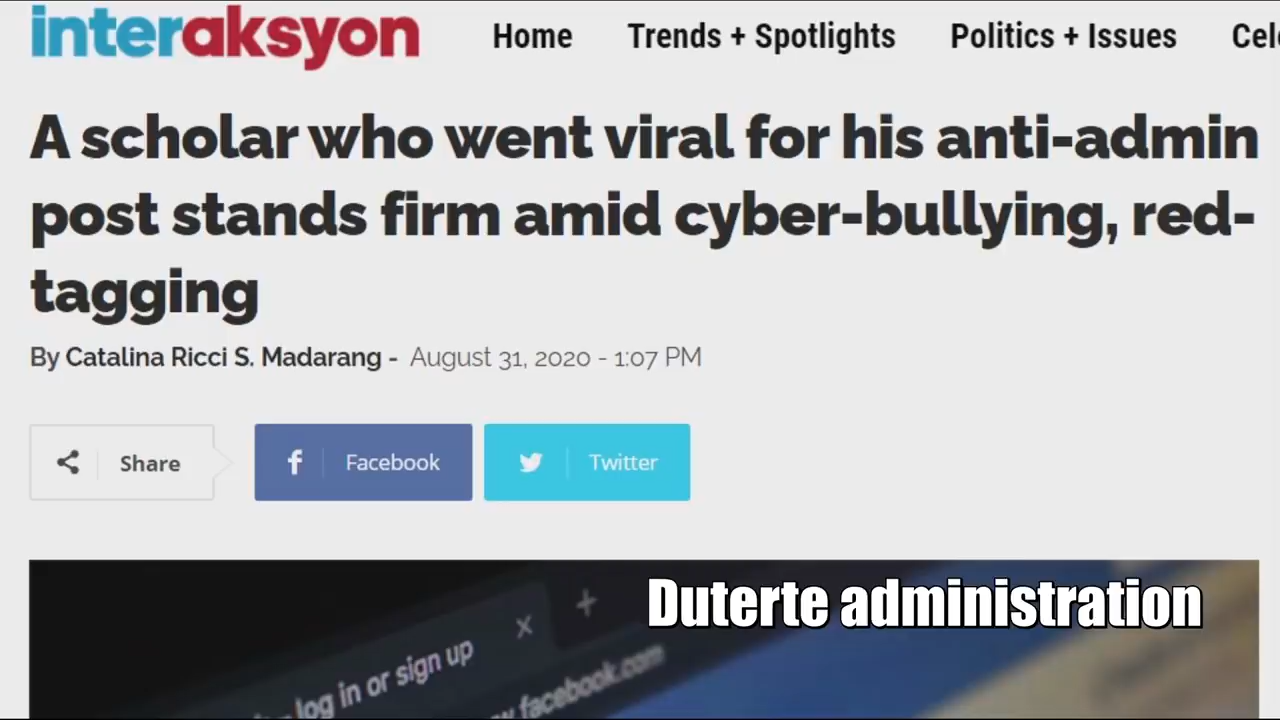 interaksyon Home Trends + Spotlights Politics + Issues
A scholar who went viral for his anti-admin
post stands firm amid cyber-bullying, red-
tagging
By Catalina Ricci S. Madarang - August 31, 2020 - 1:07 PM
Share Facebook Twitter
Duterte administration
log in or sign up
facebook.com